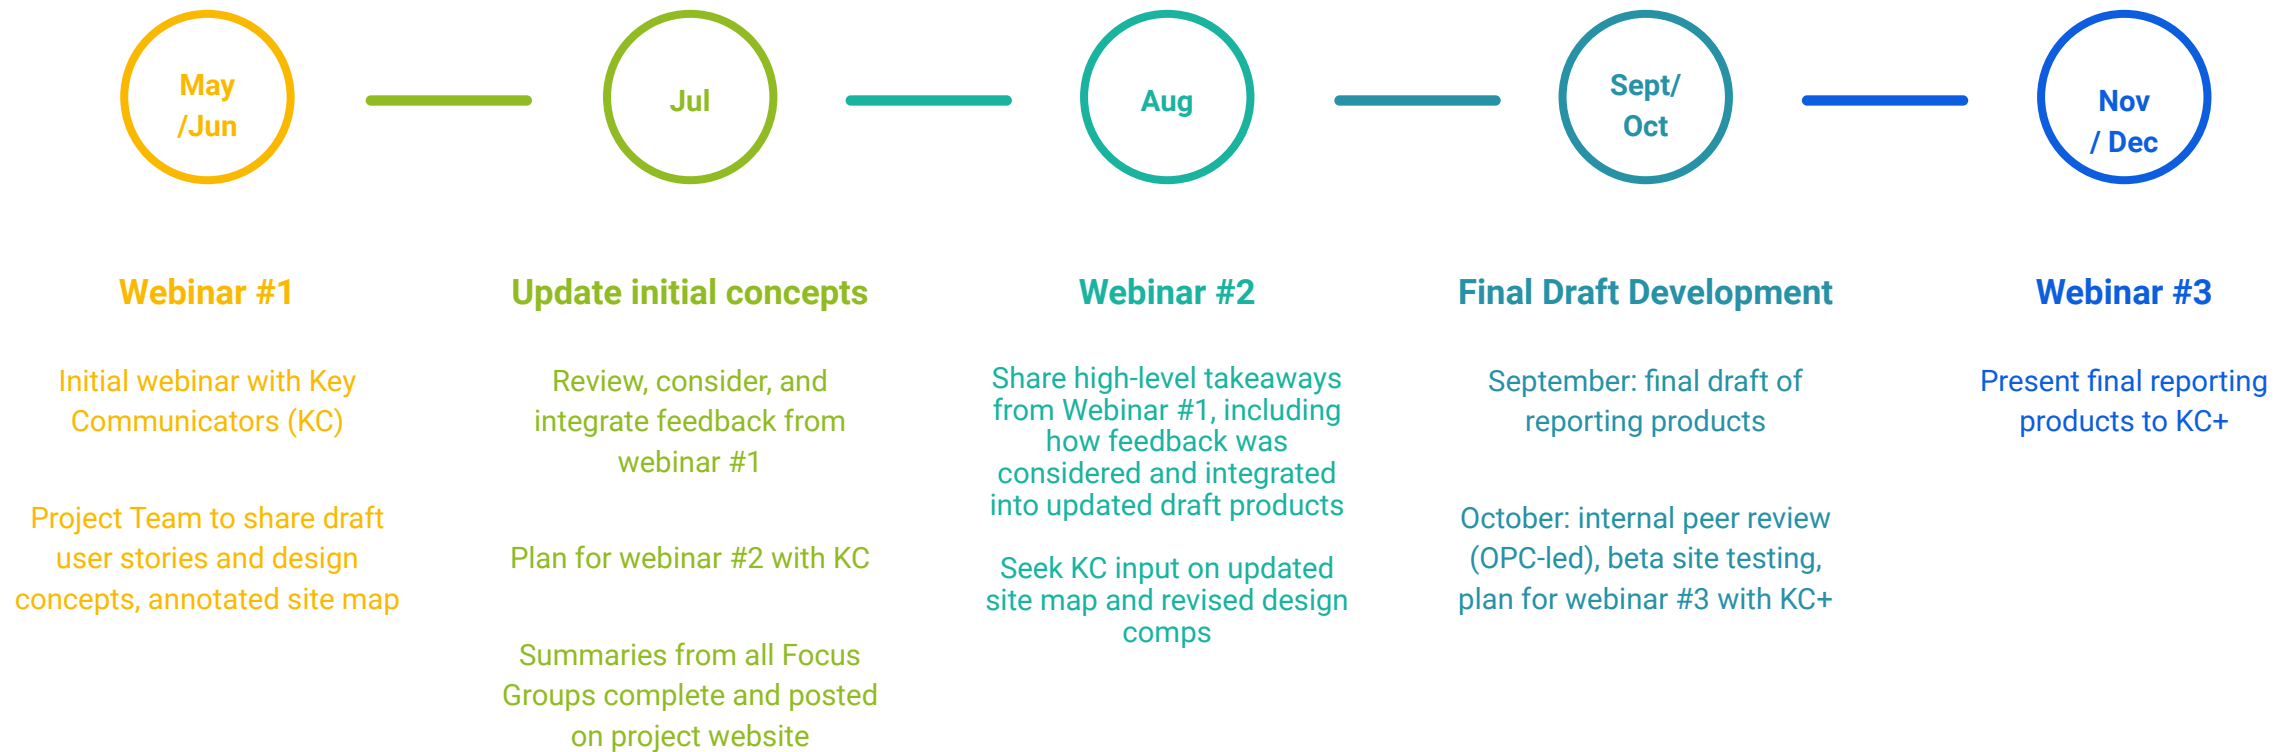 May
/Jun
Jul
Aug
Sept/
Oct
Nov
/ Dec
Webinar #1
Initial webinar with Key
Communicators (KC)
Project Team to share draft
user stories and design
concepts, annotated site map
Update initial concepts
Review, consider, and
integrate feedback from
webinar #1
Plan for webinar #2 with KC
Summaries from all Focus
Groups complete and posted
on project website
Webinar #2
Share high-level takeaways
from Webinar #1, including
how feedback was
considered and integrated
into updated draft products
Seek KC input on updated
site map and revised design
comps
Final Draft Development
September: final draft of
reporting products
October: internal peer review
(OPC-led), beta site testing,
plan for webinar #3 with KC+
Webinar #3
Present final reporting
products to KC+